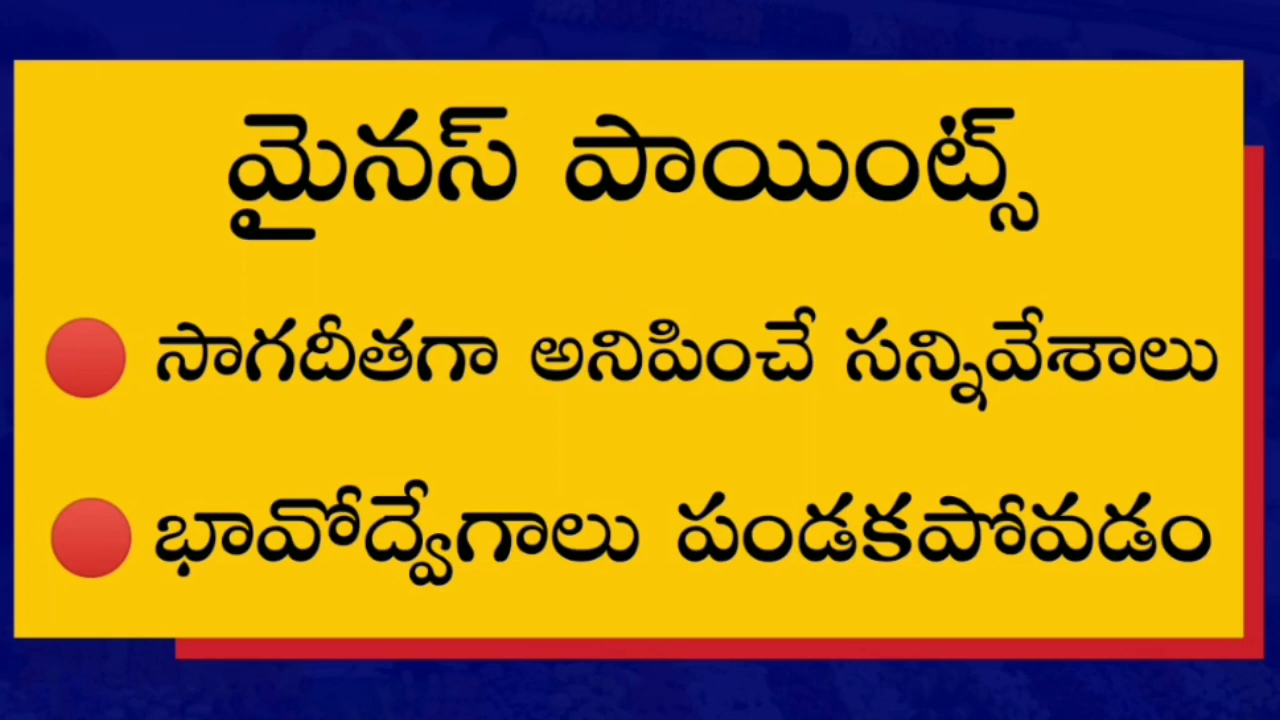 మైనస్ పాయింట్స్
సాగదీతగా అనిపించే సన్నివేశాలు
భావోద్వేగాలు పండకపోవడం